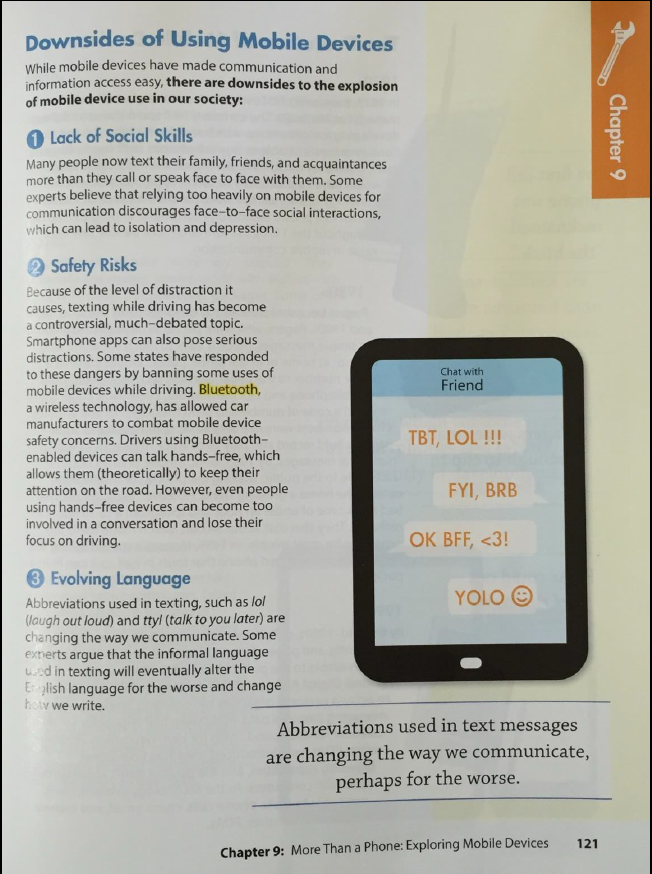 Downsides of Using Mobile Devices
While mobile devices have made communication and
information access easy, there are downsides to the explosion
of mobile device use in our society:
1 Lack of Social Skills
Many people now text their family, friends, and acquaintances
more than they call or speak face to face with them. Some
experts believe that relying too heavily on mobile devices for
communication discourages face–to–face social interactions,
which can lead to isolation and depression.
2 Safety Risks
Because of the level of distraction it
causes, texting while driving has become
a controversial, much–debated topic.
Smartphone apps can also pose serious
distractions. Some states have responded
to these dangers by banning some uses of
mobile devices while driving. Bluetooth,
a wireless technology, has allowed car
manufacturers to combat mobile device
safety concerns. Drivers using Bluetooth–
enabled devices can talk hands–free, which
allows them (theoretically) to keep their
attention on the road. However, even people
using hands–free devices can become too
involved in a conversation and lose their
focus on driving.
3 Evolving Language
Abbreviations used in texting, such as lol
(laugh out loud) and ttyl (talk to you later) are
changing the way we communicate. Some
experts argue that the informal language
used in texting will eventually alter the
English language for the worse and change
how we write.
Chat with
Friend
TBT, LOL !!!
FYI, BRB
OK BFF, <3!
YOLO ☺
Abbreviations used in text messages
are changing the way we communicate,
perhaps for the worse.
Chapter 9
Chapter 9: More Than a Phone: Exploring Mobile Devices 121